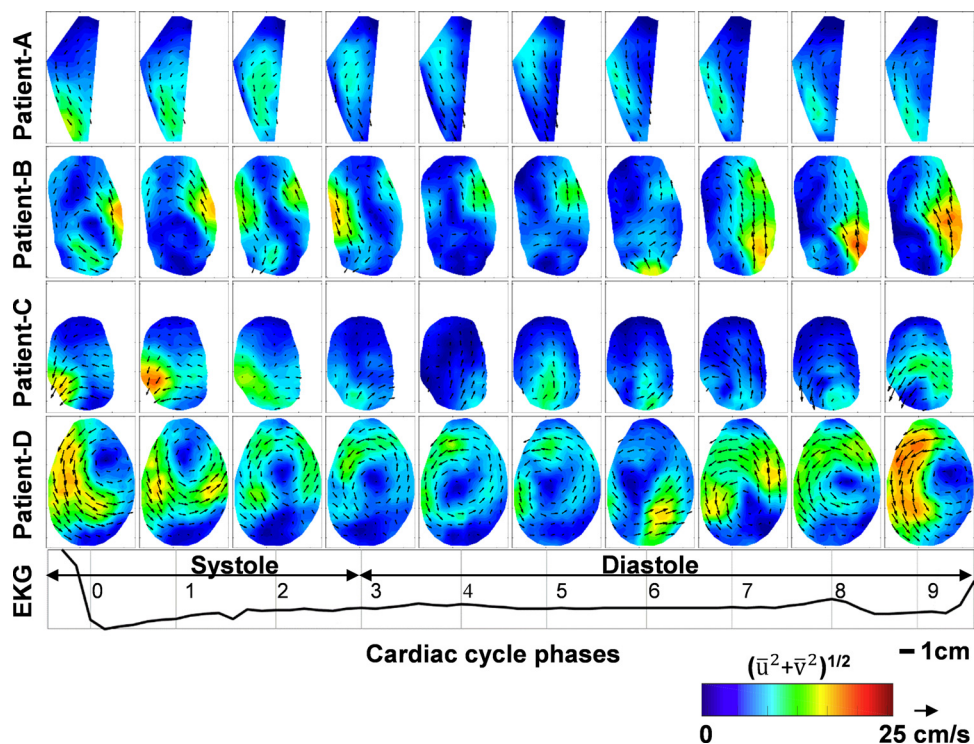 Patient-A
Patient-B
Patient-C
Patient-D
EKG
Systole
Diastole
0 1 2 3 4 5 6 7 8 9
Cardiac cycle phases
1cm
(u̅²+v̅²)¹/²
0
25 cm/s